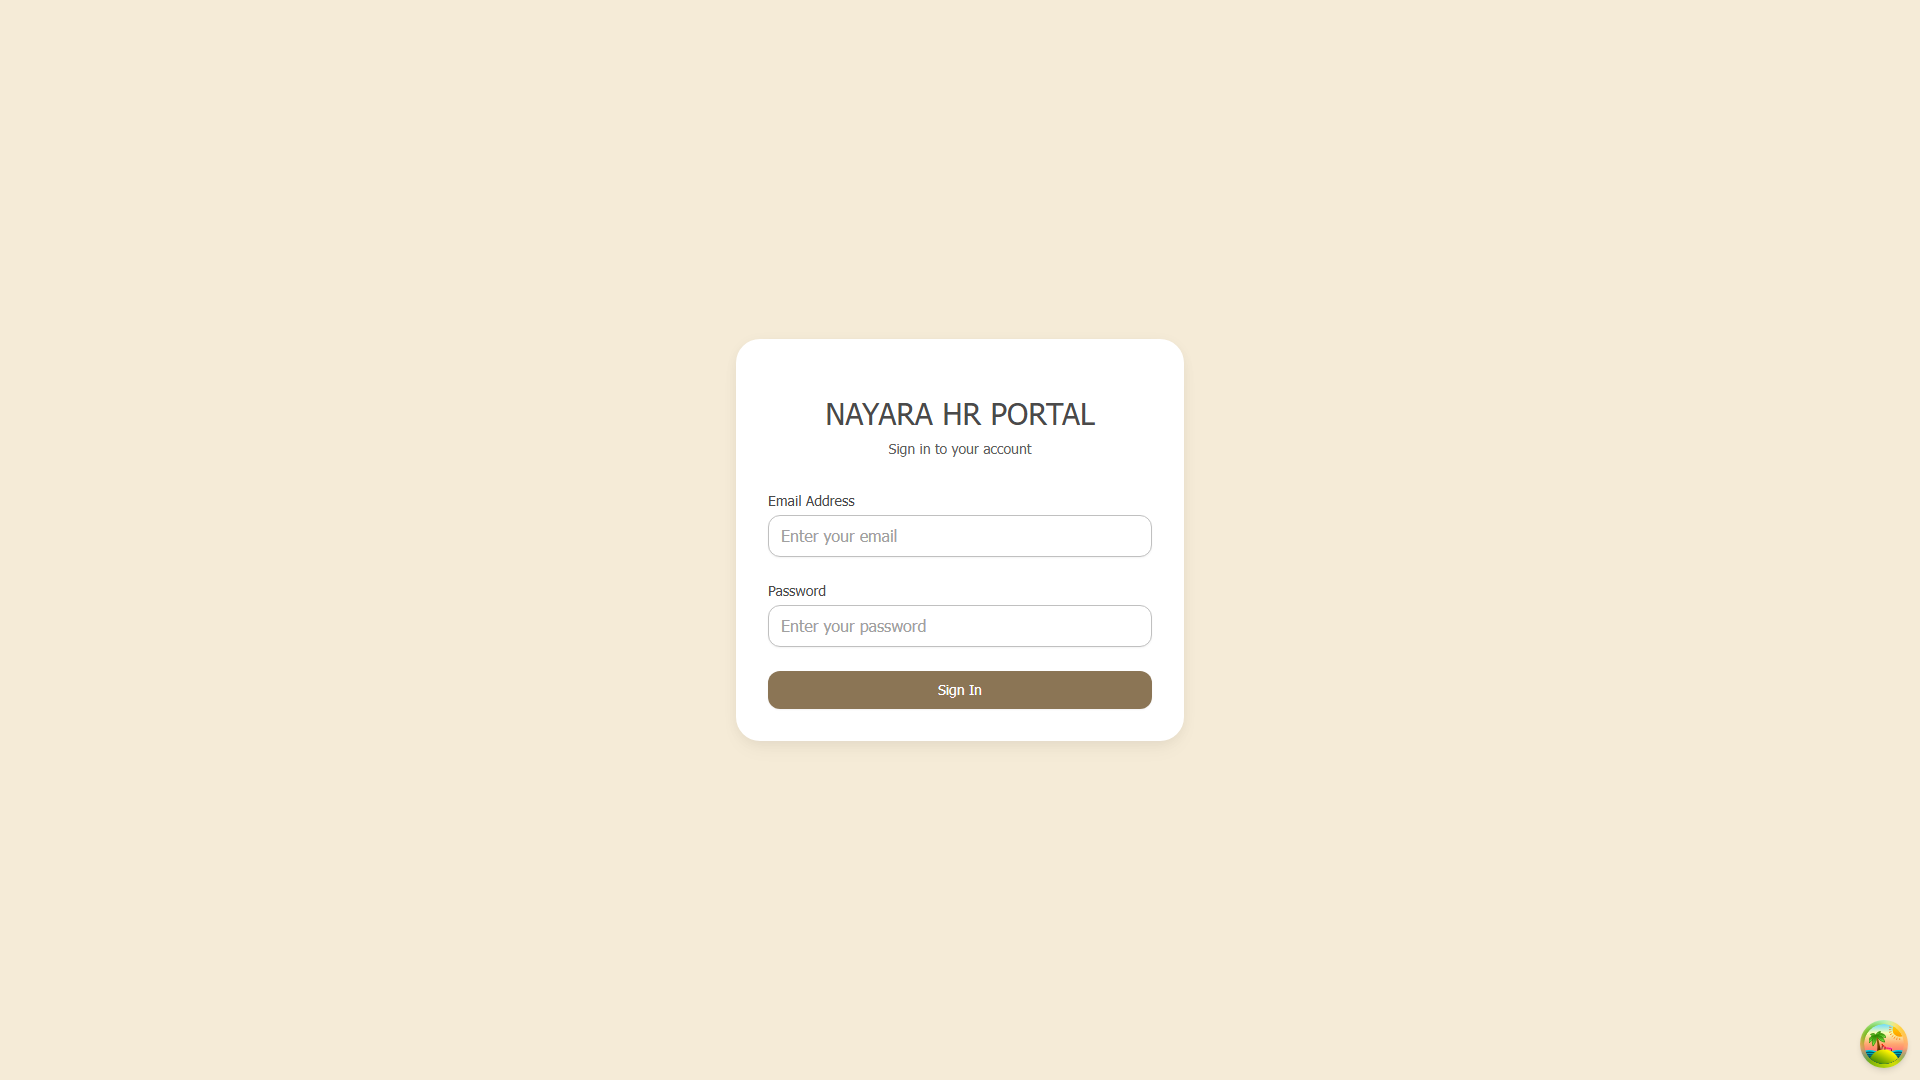 NAYARA HR PORTAL
Sign in to your account
Email Address
Enter your email
Password
Enter your password
Sign In